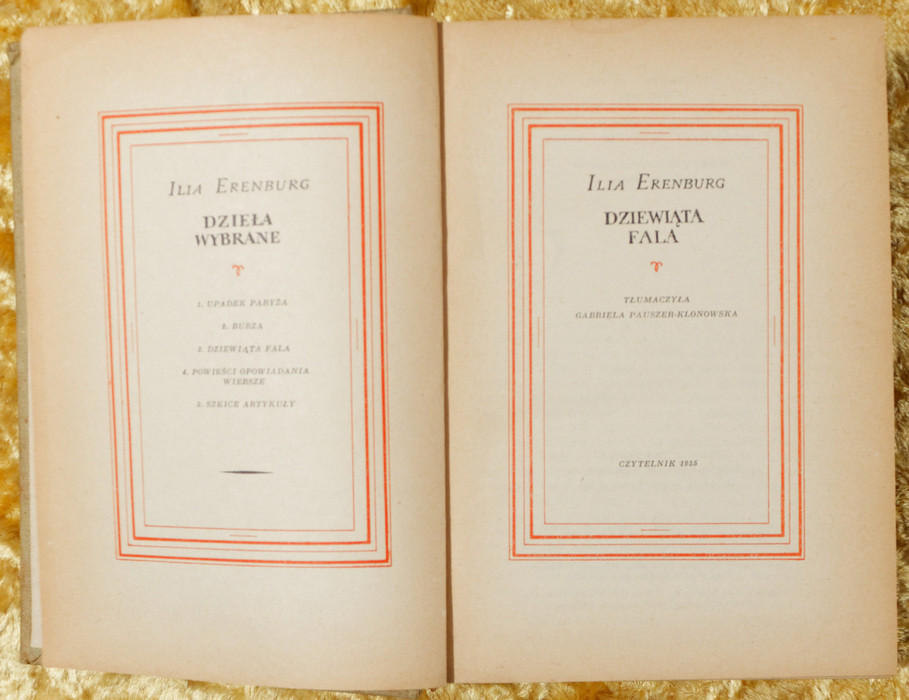 ILIA ERENBURG
DZIEŁA
WYBRANE
1. UPADEK PARYŻA
2. BURZA
3. DZIEWIĄTA FALA
4. POWIEŚCI OPOWIADANIA
WIERSZE
5. SZKICE ARTYKUŁY
ILIA ERENBURG
DZIEWIĄTA
FALA
TŁUMACZYŁA
GABRIELA PAUSZER-KLONOWSKA
CZYTELNIK 1955